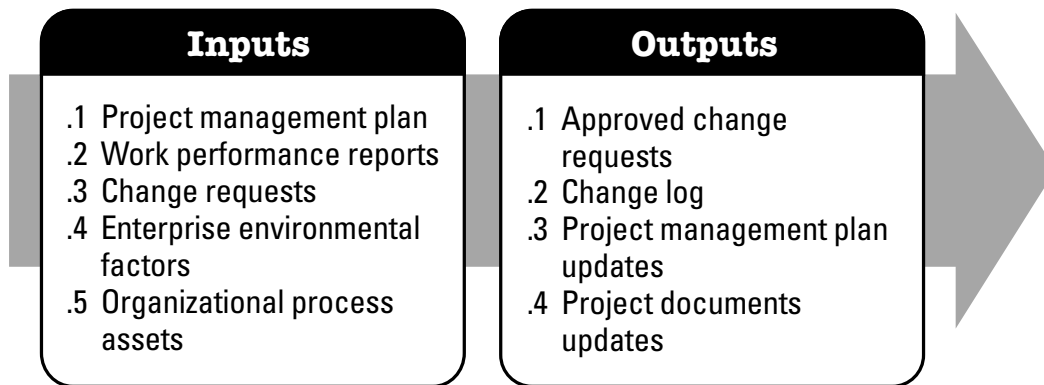 Inputs
.1 Project management plan
.2 Work performance reports
.3 Change requests
.4 Enterprise environmental
factors
.5 Organizational process
assets
Outputs
.1 Approved change
requests
.2 Change log
.3 Project management plan
updates
.4 Project documents
updates